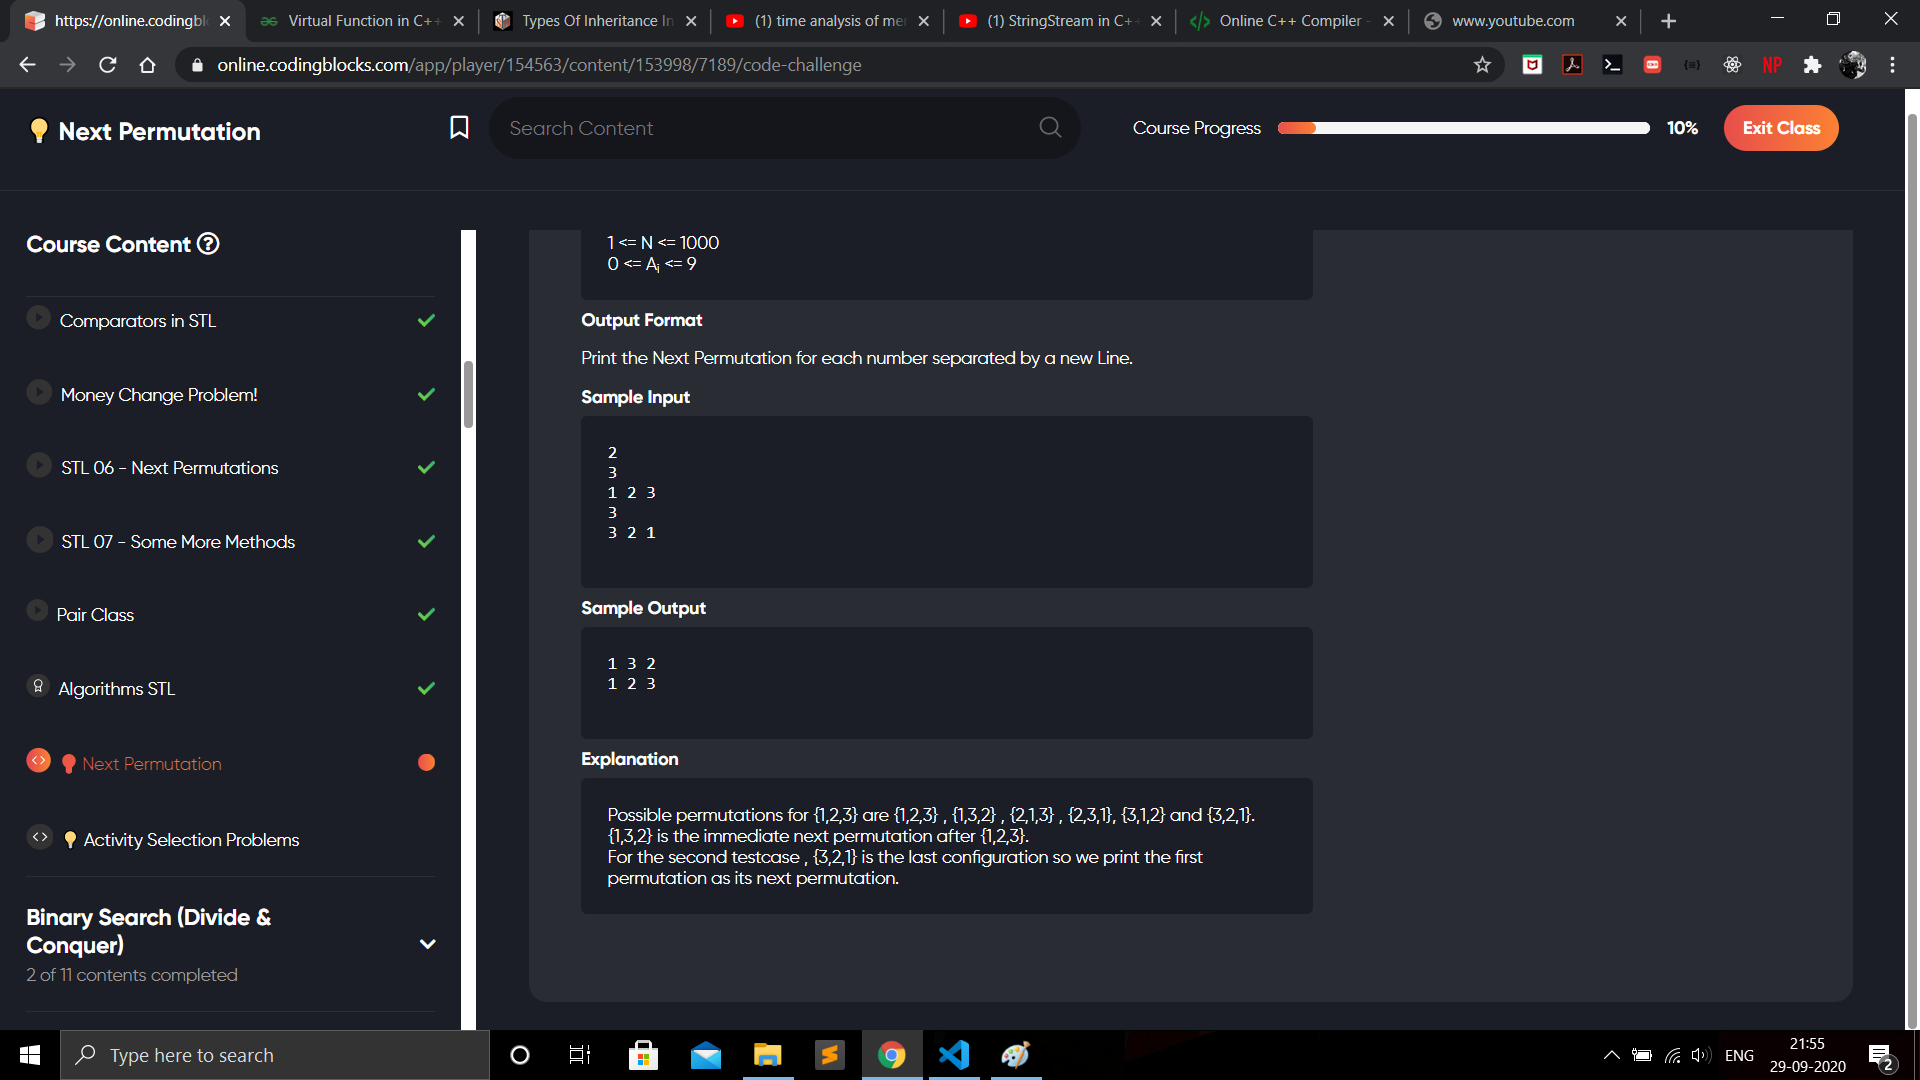 https://online.codingbl
Virtual Function in C++
Types Of Inheritance In
(1) time analysis of mer
(1) StringStream in C++
Online C++ Compiler -
www.youtube.com
online.codingblocks.com/app/player/154563/content/153998/7189/code-challenge
NP
Next Permutation
Search Content
Course Progress
10%
Exit Class
Course Content
Comparators in STL
Money Change Problem!
STL 06 - Next Permutations
STL 07 - Some More Methods
Pair Class
Algorithms STL
Next Permutation
Activity Selection Problems
Binary Search (Divide &
Conquer)
2 of 11 contents completed
1 <= N <= 1000
0 <= Ai <= 9
Output Format
Print the Next Permutation for each number separated by a new Line.
Sample Input
2
3
1 2 3
3
3 2 1
Sample Output
1 3 2
1 2 3
Explanation
Possible permutations for {1,2,3} are {1,2,3} , {1,3,2} , {2,1,3} , {2,3,1}, {3,1,2} and {3,2,1}.
{1,3,2} is the immediate next permutation after {1,2,3}.
For the second testcase , {3,2,1} is the last configuration so we print the first
permutation as its next permutation.
Type here to search
ENG
21:55
29-09-2020
2